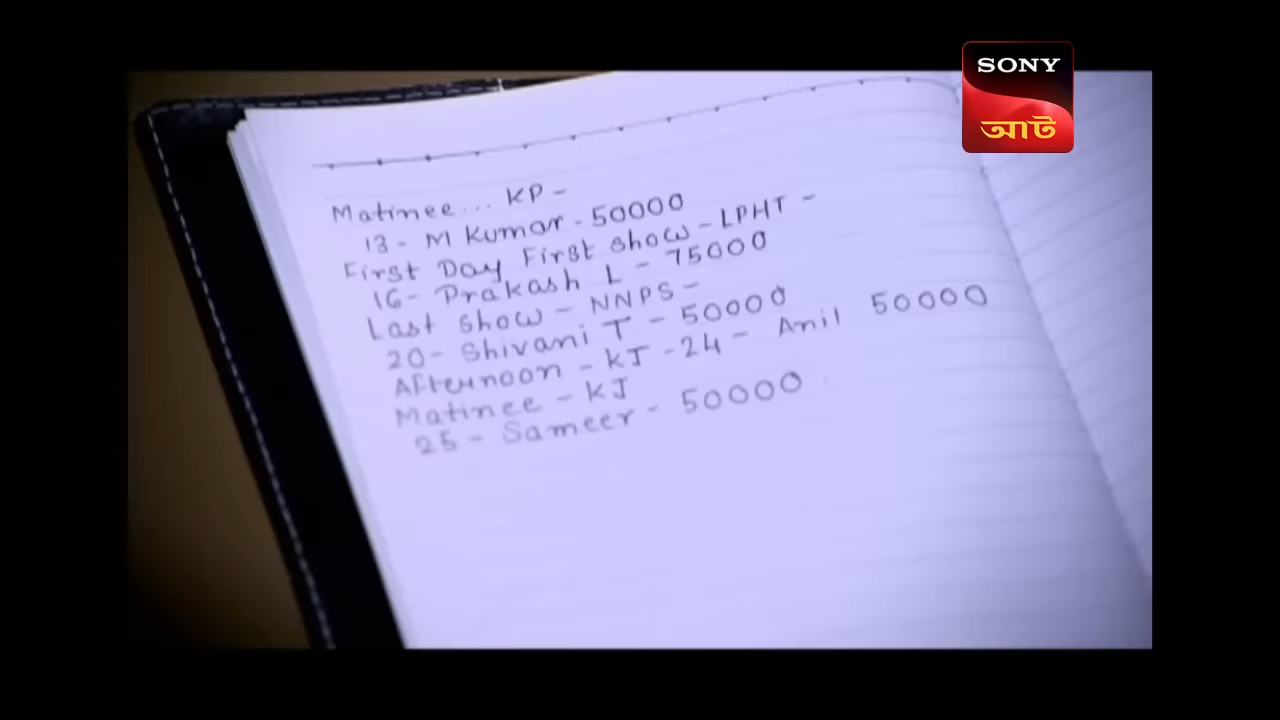 SONY
আট
Matinee... KP -
13 - M Kumar - 50000
First Day First Show - LPHT -
16 - Prakash L - 75000
Last Show - NNPS -
20 - Shivani T - 50000
Afternoon - KJ - 24 - Anil 50000
Matinee - KJ
25 - Sameer - 50000